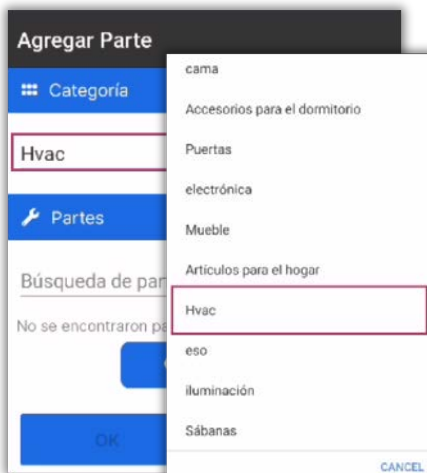 Agregar Parte
Categoría
Hvac
Partes
Búsqueda de par
No se encontraron pa
OK
cama
Accesorios para el dormitorio
Puertas
electrónica
Mueble
Artículos para el hogar
Hvac
eso
iluminación
Sábanas
CANCEL